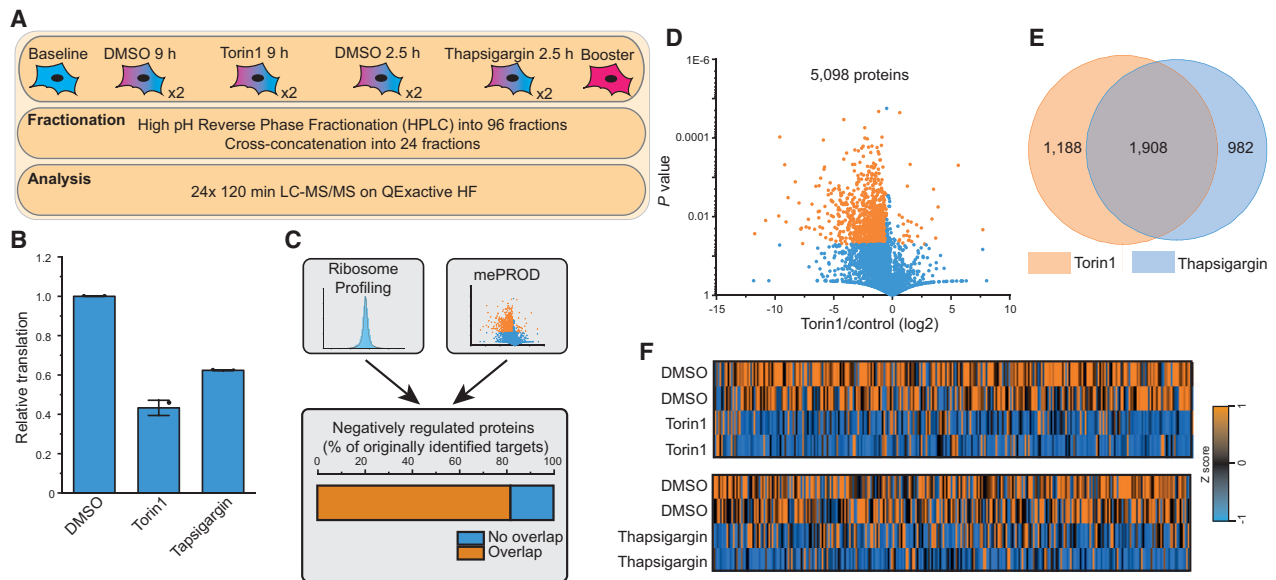 A
Baseline DMSO 9 h Torin1 9 h DMSO 2.5 h Thapsigargin 2.5 h Booster
x2 x2 x2 x2
Fractionation High pH Reverse Phase Fractionation (HPLC) into 96 fractions
Cross-concatenation into 24 fractions
Analysis
24x 120 min LC-MS/MS on QExactive HF
B
Relative translation
1.2
1.0
0.8
0.6
0.4
0.2
0
DMSO Torin1 Tapsigargin
C
Ribosome
Profiling
mePROD
Negatively regulated proteins
(% of originally identified targets)
0 20 40 60 80 100
No overlap
Overlap
D
5,098 proteins
P value
1E-6
0.0001
0.01
1
-15 -10 -5 0 5 10
Torin1/control (log2)
E
1,188 1,908 982
Torin1 Thapsigargin
F
DMSO
DMSO
Torin1
Torin1
DMSO
DMSO
Thapsigargin
Thapsigargin
Z score
1
0
-1